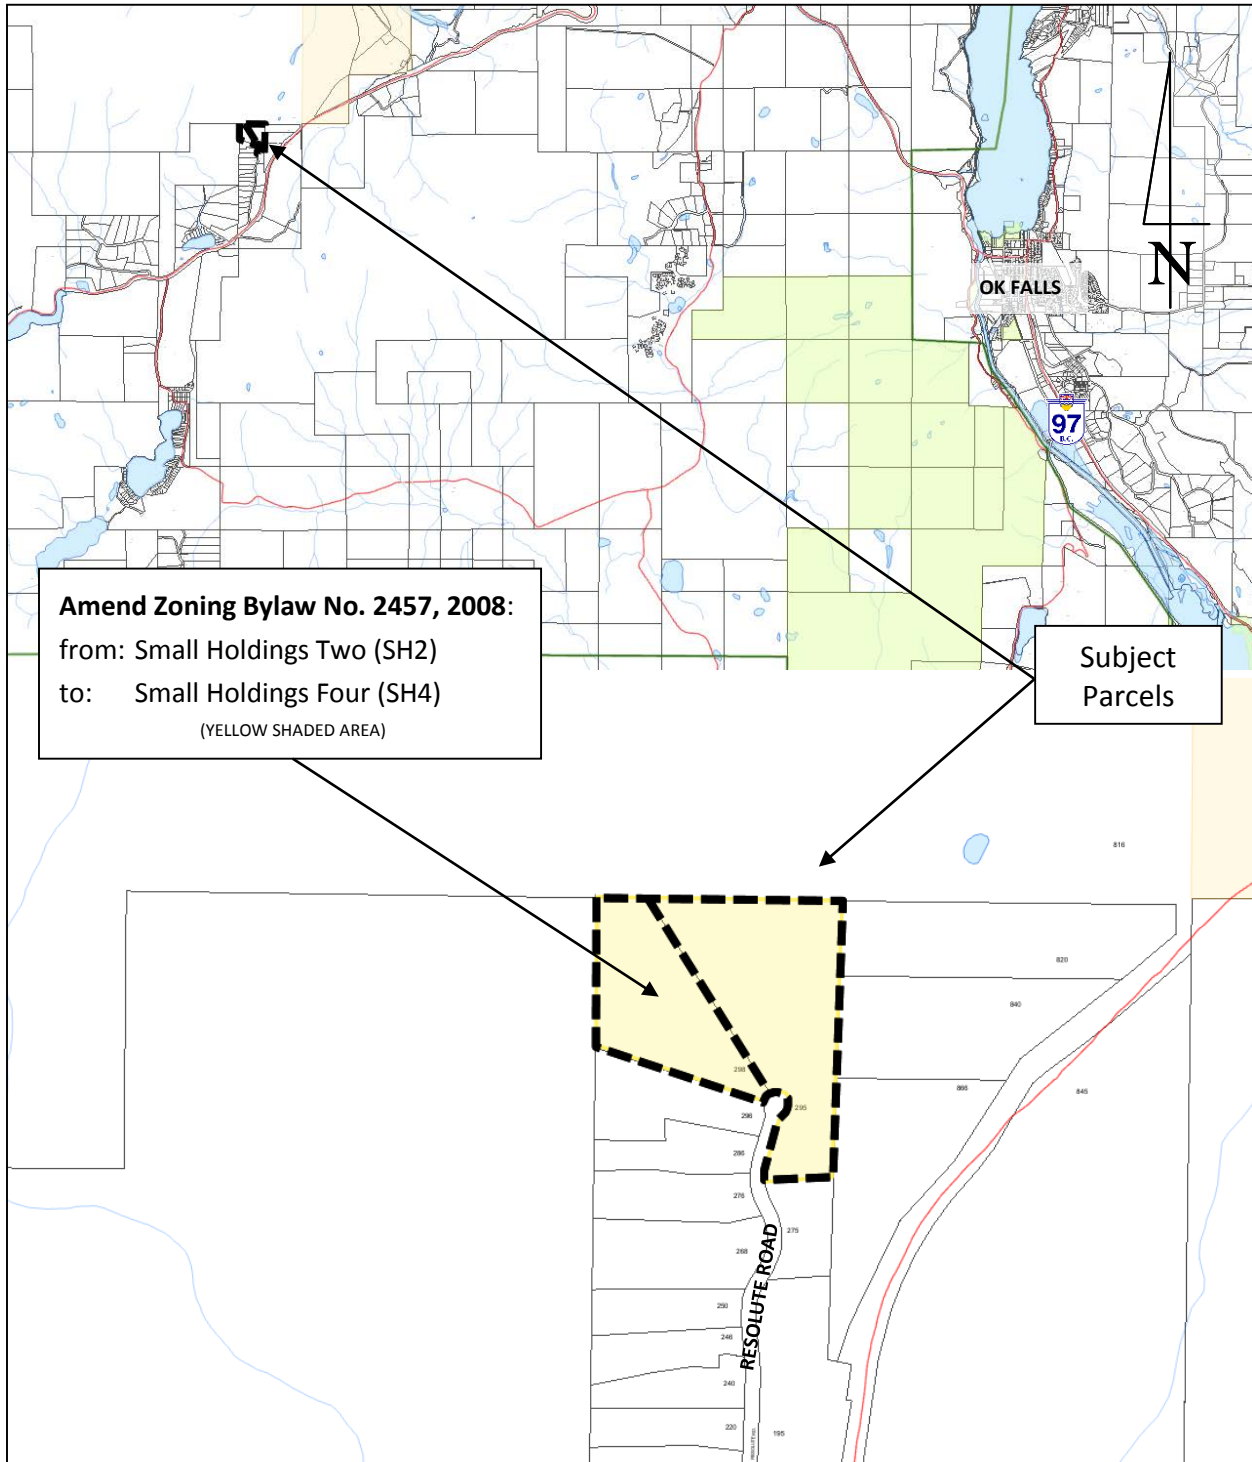 OK FALLS
N
97
B.C.
Amend Zoning Bylaw No. 2457, 2008:
from: Small Holdings Two (SH2)
to: Small Holdings Four (SH4)
(YELLOW SHADED AREA)
Subject
Parcels
816
820
840
298
866
845
295
296
286
276
275
268
250
246
240
220
195
RESOLUTE ROAD
RESOLUTE RD